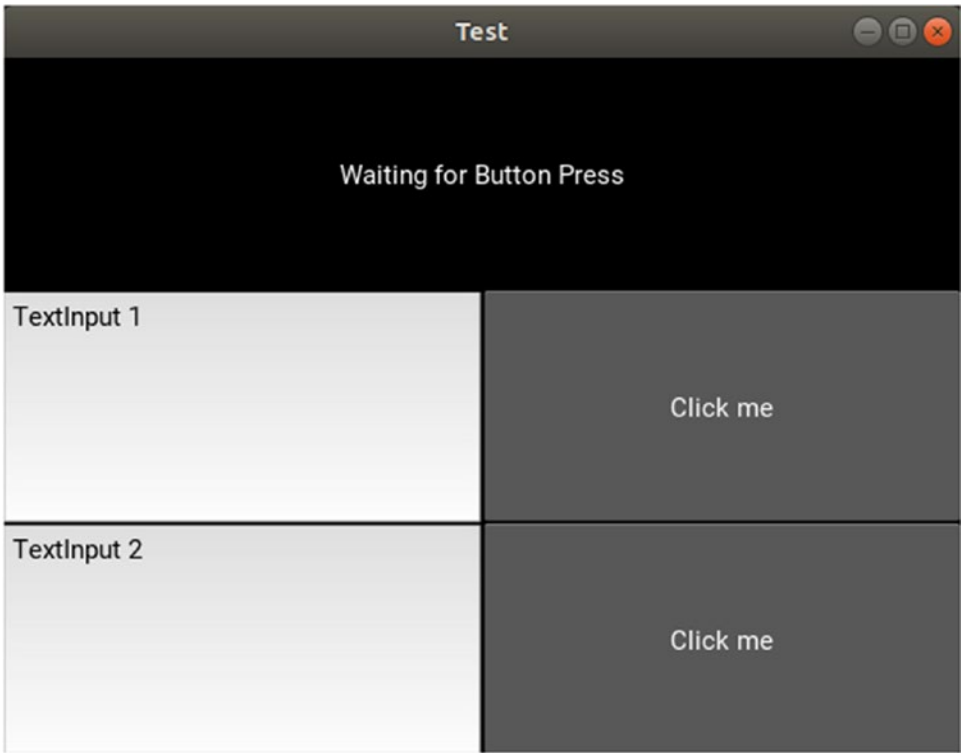 Test
Waiting for Button Press
TextInput 1
Click me
TextInput 2
Click me